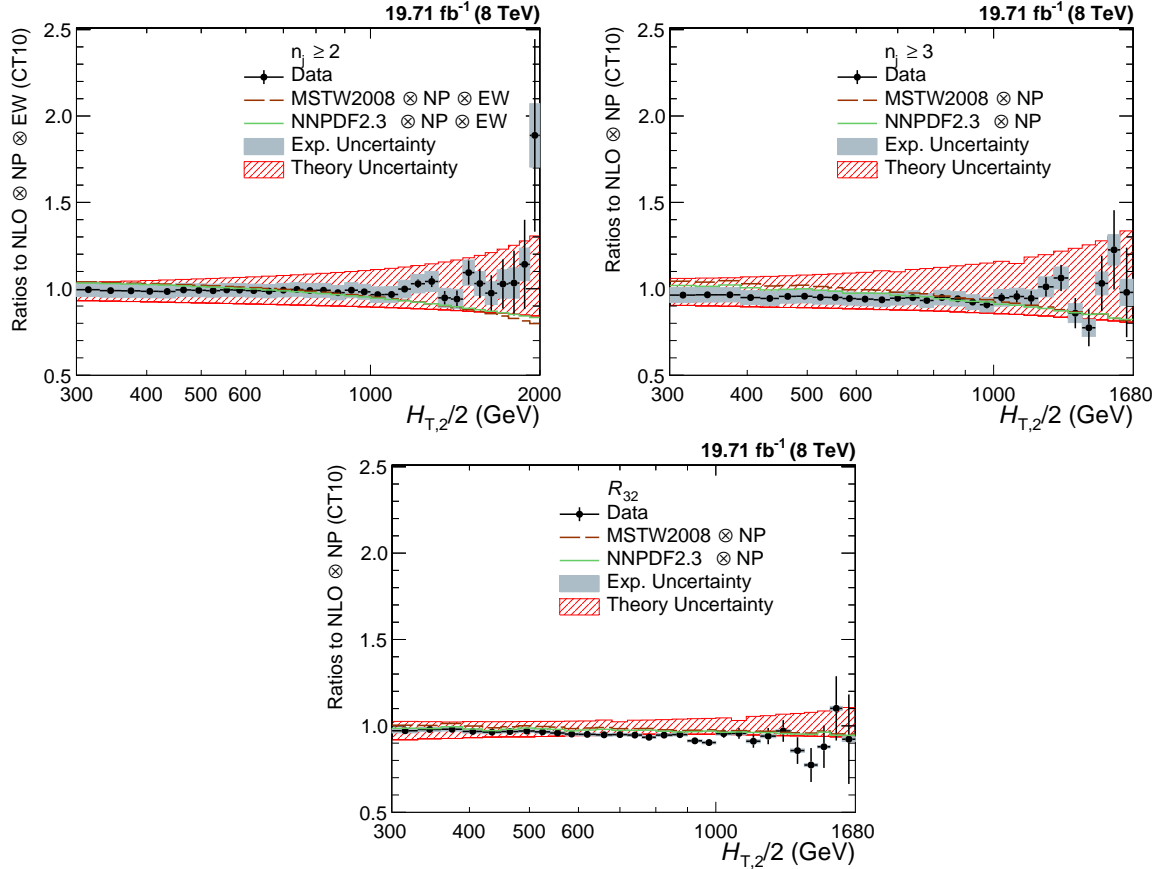 19.71 fb⁻¹ (8 TeV)
Ratios to NLO ⊗ NP ⊗ EW (CT10)
2.5
2.0
1.5
1.0
0.5
n_j ≥ 2
Data
MSTW2008 ⊗ NP ⊗ EW
NNPDF2.3 ⊗ NP ⊗ EW
Exp. Uncertainty
Theory Uncertainty
300 400 500 600 1000 2000
H_T,2/2 (GeV)
19.71 fb⁻¹ (8 TeV)
Ratios to NLO ⊗ NP (CT10)
2.5
2.0
1.5
1.0
0.5
n_j ≥ 3
Data
MSTW2008 ⊗ NP
NNPDF2.3 ⊗ NP
Exp. Uncertainty
Theory Uncertainty
300 400 500 600 1000 1680
H_T,2/2 (GeV)
19.71 fb⁻¹ (8 TeV)
Ratios to NLO ⊗ NP (CT10)
2.5
2.0
1.5
1.0
0.5
R_32
Data
MSTW2008 ⊗ NP
NNPDF2.3 ⊗ NP
Exp. Uncertainty
Theory Uncertainty
300 400 500 600 1000 1680
H_T,2/2 (GeV)